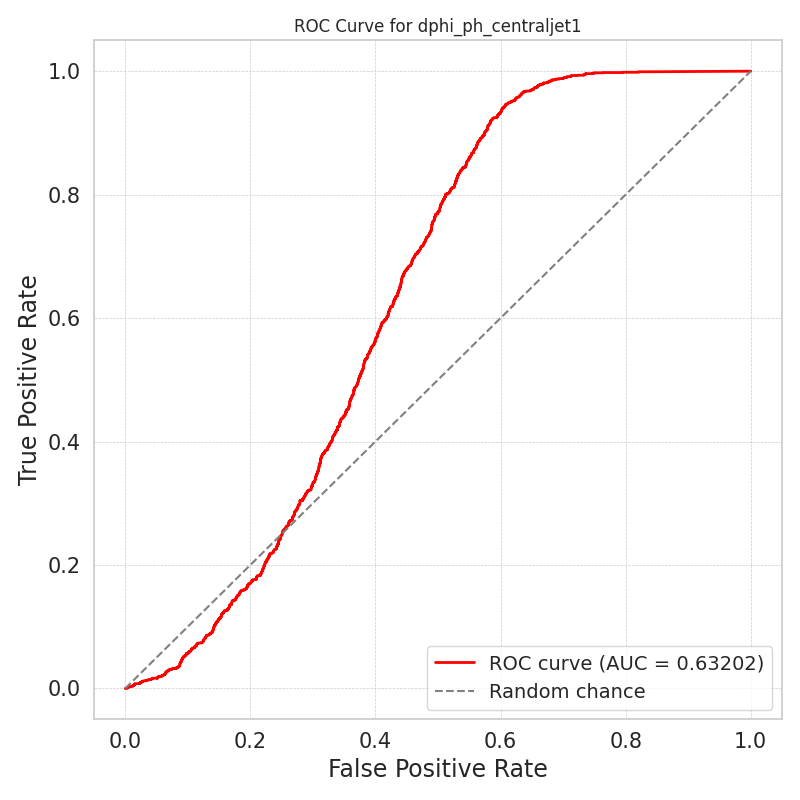 ROC Curve for dphi_ph_centraljet1
True Positive Rate
1.0
0.8
0.6
0.4
0.2
0.0
ROC curve (AUC = 0.63202)
Random chance
0.0 0.2 0.4 0.6 0.8 1.0
False Positive Rate